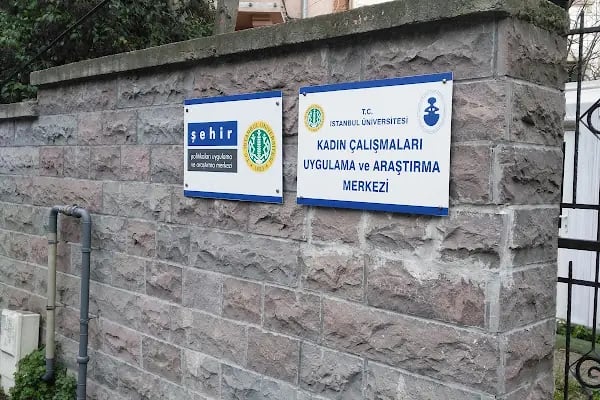 şehir
politikaları uygulama
ve araştırma merkezi
T.C.
İSTANBUL ÜNİVERSİTESİ
KADIN ÇALIŞMALARI
UYGULAMA ve ARAŞTIRMA
MERKEZİ